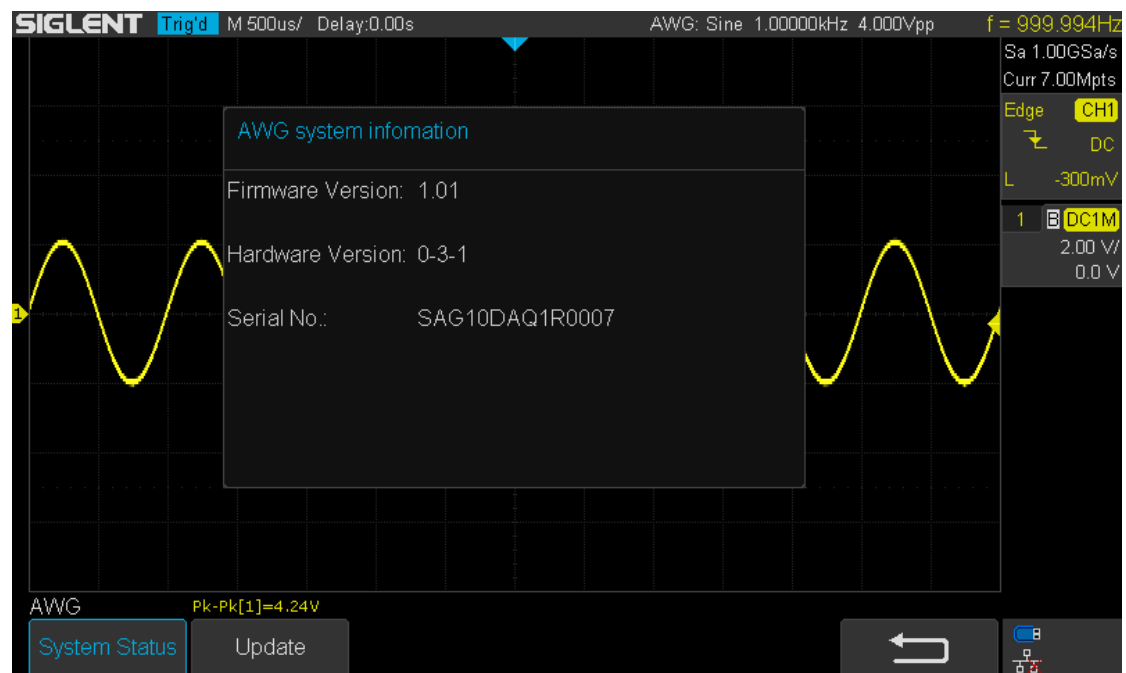 SIGLENT Trig'd M 500us/ Delay:0.00s AWG: Sine 1.00000kHz 4.000Vpp f = 999.994Hz
Sa 1.00GSa/s
Curr 7.00Mpts
Edge CH1
DC
L -300mV
1 B DC1M
2.00 V/
0.0 V
AWG system infomation
Firmware Version: 1.01
Hardware Version: 0-3-1
Serial No.: SAG10DAQ1R0007
1
AWG Pk-Pk[1]=4.24V
System Status Update